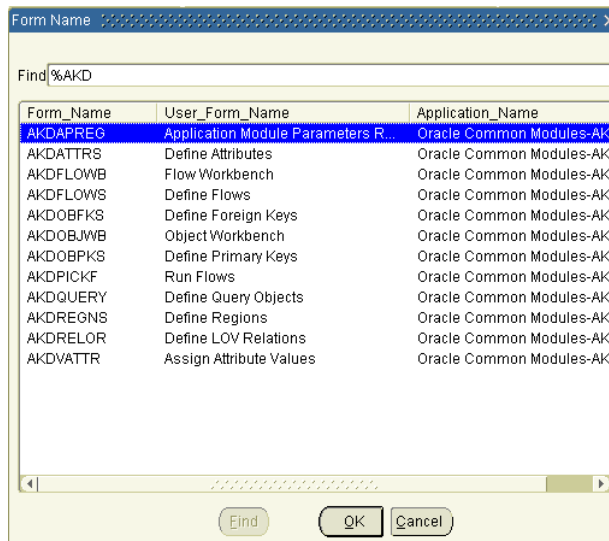 Form Name
Find %AKD
Form_Name User_Form_Name Application_Name
AKDAPREG Application Module Parameters R... Oracle Common Modules-AK
AKDATTRS Define Attributes Oracle Common Modules-AK
AKDFLOWB Flow Workbench Oracle Common Modules-AK
AKDFLOWS Define Flows Oracle Common Modules-AK
AKDOBFKS Define Foreign Keys Oracle Common Modules-AK
AKDOBJWB Object Workbench Oracle Common Modules-AK
AKDOBPKS Define Primary Keys Oracle Common Modules-AK
AKDPICKF Run Flows Oracle Common Modules-AK
AKDQUERY Define Query Objects Oracle Common Modules-AK
AKDREGNS Define Regions Oracle Common Modules-AK
AKDRELOR Define LOV Relations Oracle Common Modules-AK
AKDVATTR Assign Attribute Values Oracle Common Modules-AK
Find OK Cancel